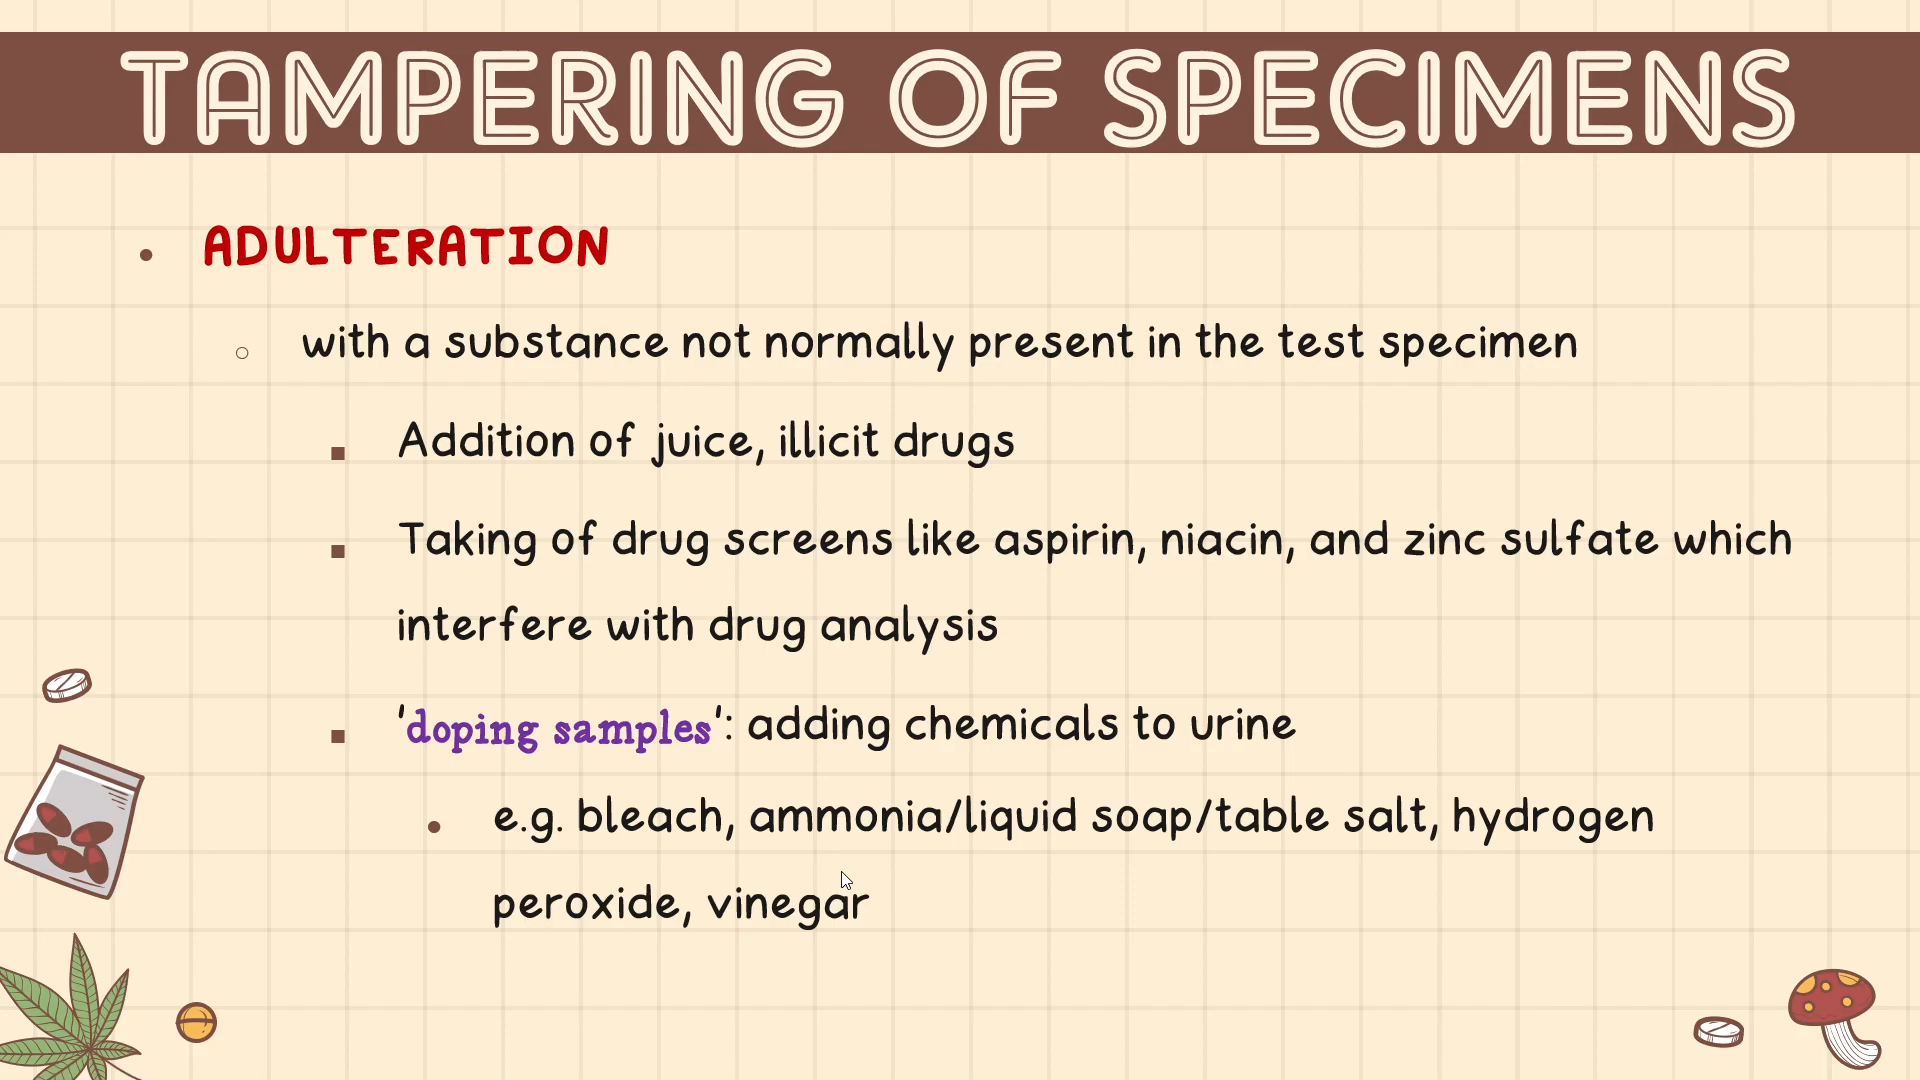 TAMPERING OF SPECIMENS
ADULTERATION
with a substance not normally present in the test specimen
Addition of juice, illicit drugs
Taking of drug screens like aspirin, niacin, and zinc sulfate which
interfere with drug analysis
'doping samples': adding chemicals to urine
e.g. bleach, ammonia/liquid soap/table salt, hydrogen
peroxide, vinegar